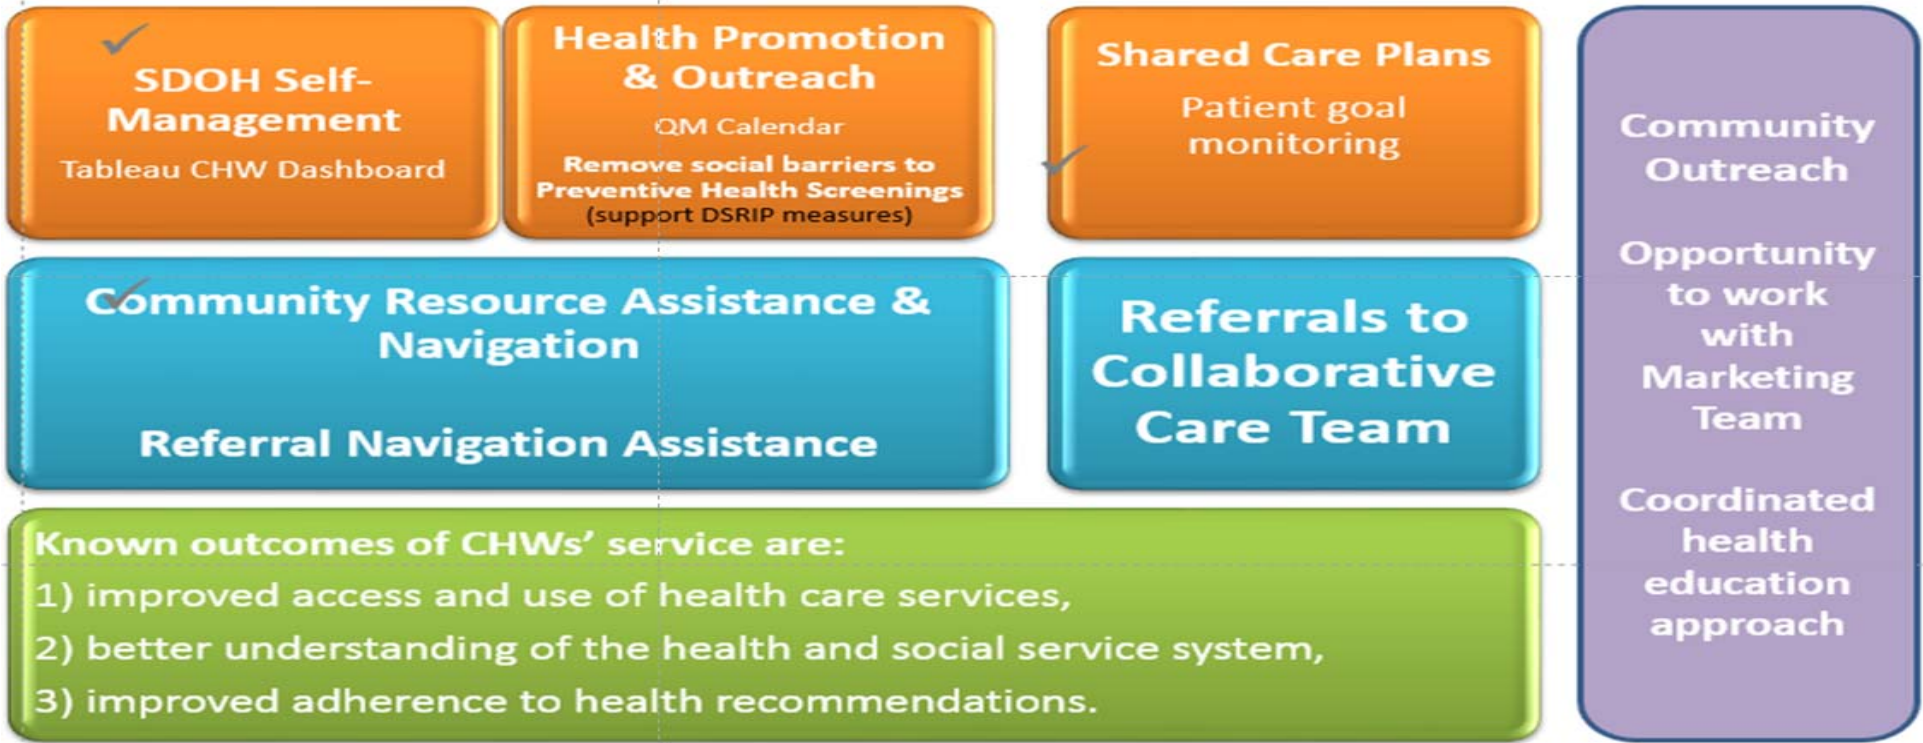 SDOH Self-
Management
Tableau CHW Dashboard
Health Promotion
& Outreach
QM Calendar
Remove social barriers to
Preventive Health Screenings
(support DSRIP measures)
Shared Care Plans
Patient goal
monitoring
Community Resource Assistance &
Navigation
Referral Navigation Assistance
Referrals to
Collaborative
Care Team
Known outcomes of CHWs’ service are:
1) improved access and use of health care services,
2) better understanding of the health and social service system,
3) improved adherence to health recommendations.
Community
Outreach
Opportunity
to work
with
Marketing
Team
Coordinated
health
education
approach